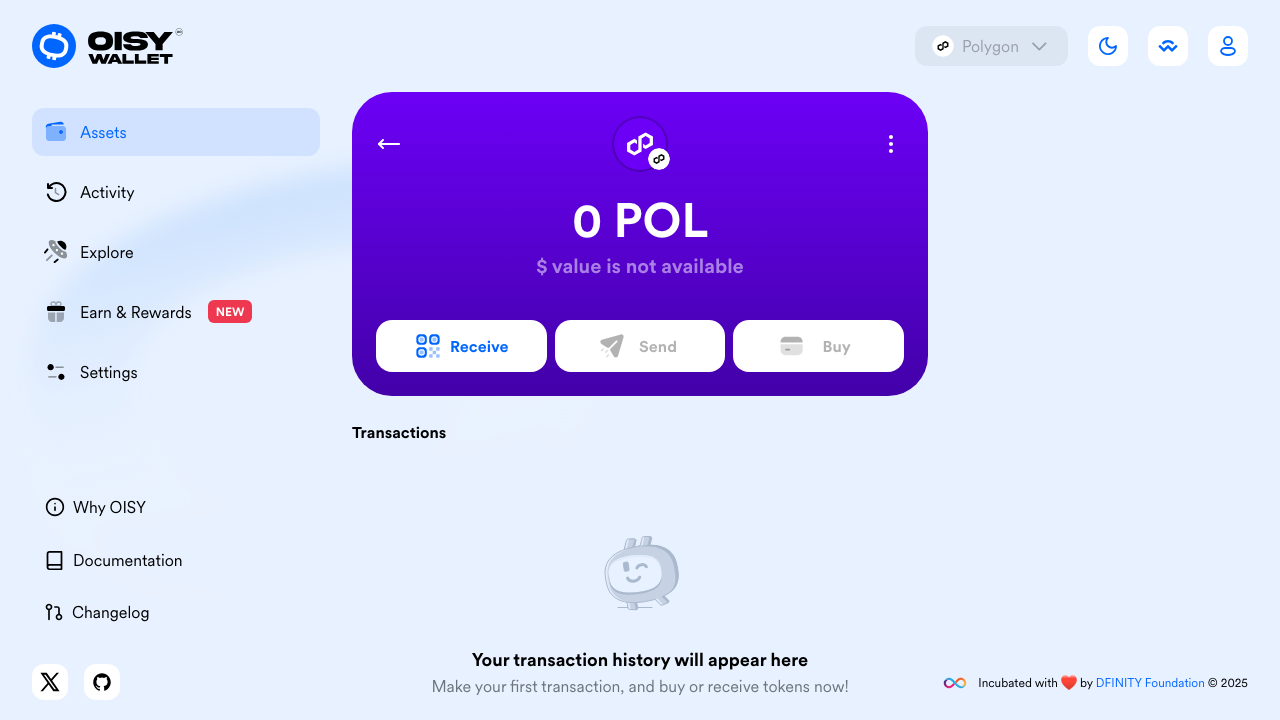 OISY
WALLET
Polygon
Assets
Activity
Explore
Earn & Rewards NEW
Settings
0 POL
$ value is not available
Receive
Send
Buy
Transactions
Why OISY
Documentation
Changelog
Your transaction history will appear here
Make your first transaction, and buy or receive tokens now!
Incubated with ❤️ by DFINITY Foundation © 2025